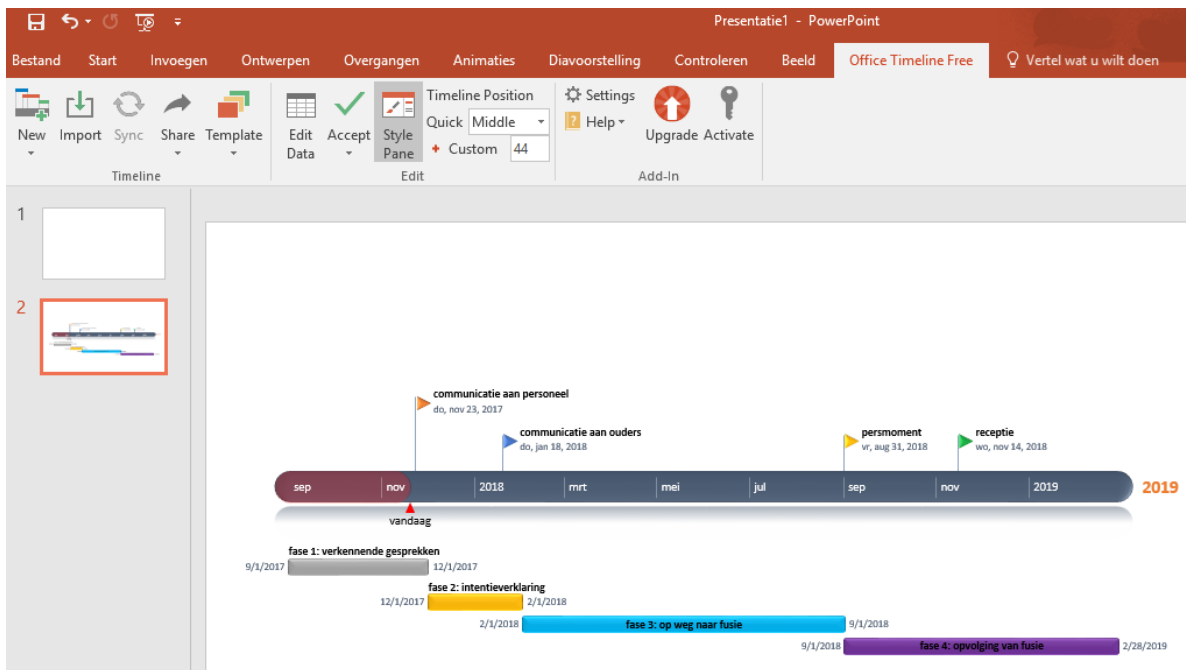 Presentatie1 - PowerPoint
Bestand Start Invoegen Ontwerpen Overgangen Animaties Diavoorstelling Controleren Beeld Office Timeline Free Vertel wat u wilt doen
New Import Sync Share Template
Timeline
Edit Data Accept Style Pane
Timeline Position
Quick Middle
Custom 44
Edit
Settings
Help
Upgrade Activate
Add-In
1
2
communicatie aan personeel
do, nov 23, 2017
communicatie aan ouders
do, jan 18, 2018
persmoment
vr, aug 31, 2018
receptie
wo, nov 14, 2018
sep nov 2018 mrt mei jul sep nov 2019 2019
vandaag
fase 1: verkennende gesprekken
9/1/2017 12/1/2017
fase 2: intentieverklaring
12/1/2017 2/1/2018
2/1/2018 fase 3: op weg naar fusie 9/1/2018
9/1/2018 fase 4: opvolging van fusie 2/28/2019